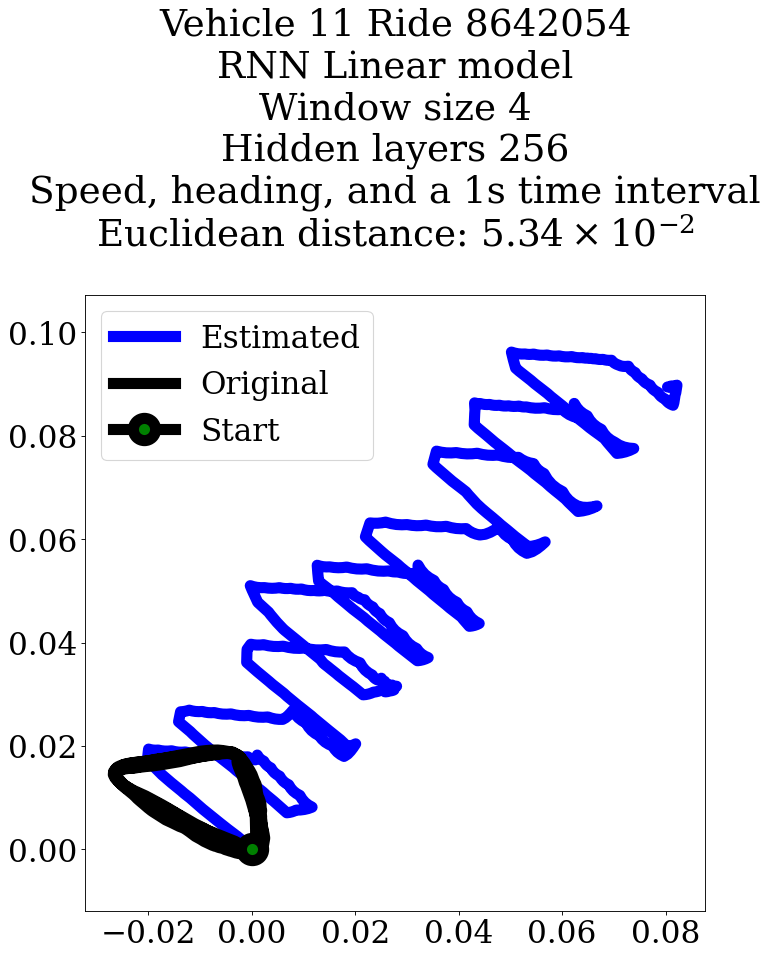 Vehicle 11 Ride 8642054
RNN Linear model
Window size 4
Hidden layers 256
Speed, heading, and a 1s time interval
Euclidean distance: 5.34 × 10⁻²
Estimated
Original
Start
0.10
0.08
0.06
0.04
0.02
0.00
−0.02 0.00 0.02 0.04 0.06 0.08